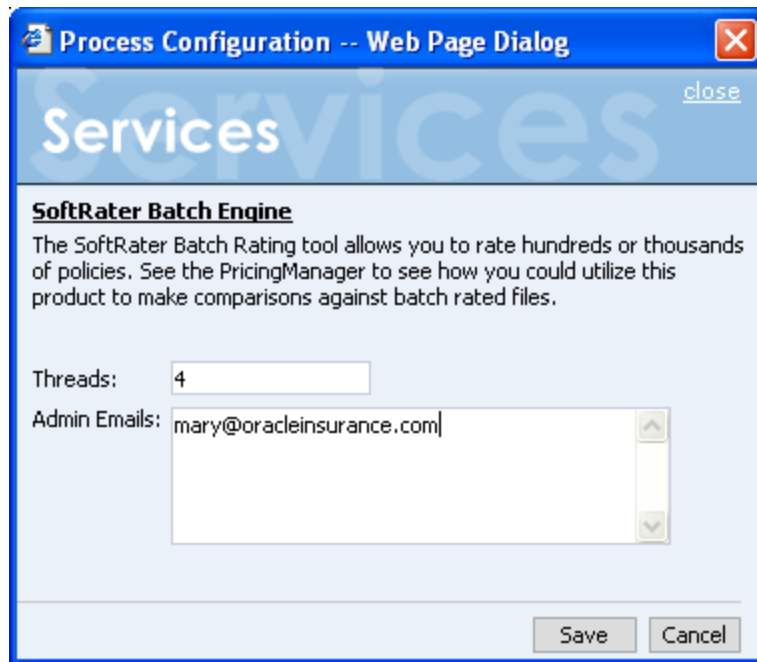 Process Configuration -- Web Page Dialog
close
Services
Services
SoftRater Batch Engine
The SoftRater Batch Rating tool allows you to rate hundreds or thousands
of policies. See the PricingManager to see how you could utilize this
product to make comparisons against batch rated files.
Threads: 4
Admin Emails: mary@oracleinsurance.com
Save Cancel